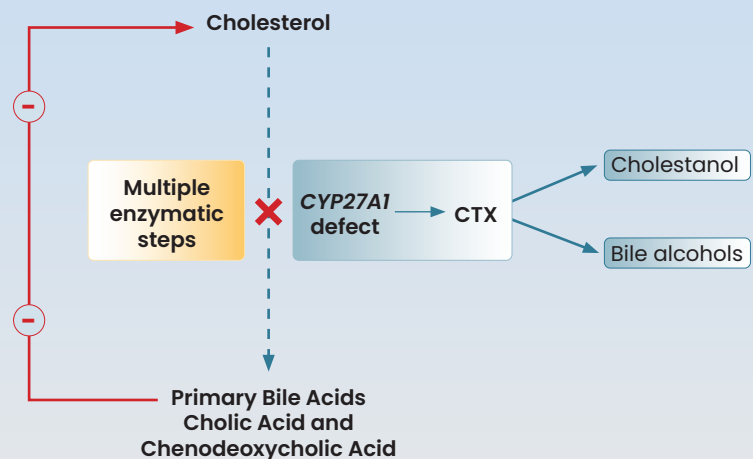 Cholesterol
−
Multiple
enzymatic
steps
CYP27A1
defect
CTX
Cholestanol
Bile alcohols
−
Primary Bile Acids
Cholic Acid and
Chenodeoxycholic Acid